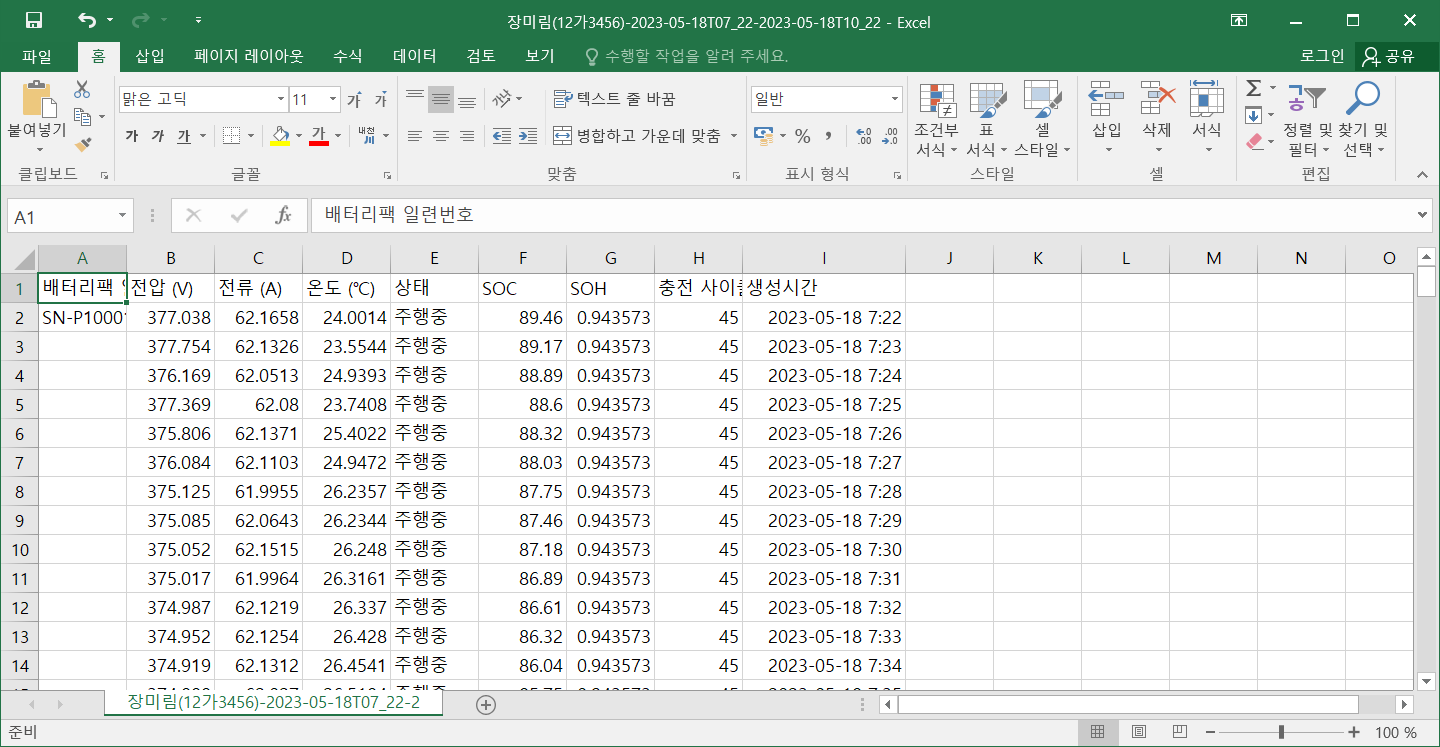 장미림(12가3456)-2023-05-18T07_22-2023-05-18T10_22 - Excel
파일 홈 삽입 페이지 레이아웃 수식 데이터 검토 보기 수행할 작업을 알려 주세요. 로그인 공유
붙여넣기
맑은 고딕 11 가 가
가 가 가 가 내천
텍스트 줄 바꿈
병합하고 가운데 맞춤
일반
% , .0 .00 .00 .0
조건부 서식
표 서식
셀 스타일
삽입 삭제 서식
정렬 및 필터
찾기 및 선택
클립보드 글꼴 맞춤 표시 형식 스타일 셀 편집
A1 fx 배터리팩 일련번호
A B C D E F G H I J K L M N O
1 배터리팩 전압 (V) 전류 (A) 온도 (℃) 상태 SOC SOH 충전 생성시간
2 SN-P1000 377.038 62.1658 24.0014 주행중 89.46 0.943573 45 2023-05-18 7:22
3 377.754 62.1326 23.5544 주행중 89.17 0.943573 45 2023-05-18 7:23
4 376.169 62.0513 24.9393 주행중 88.89 0.943573 45 2023-05-18 7:24
5 377.369 62.08 23.7408 주행중 88.6 0.943573 45 2023-05-18 7:25
6 375.806 62.1371 25.4022 주행중 88.32 0.943573 45 2023-05-18 7:26
7 376.084 62.1103 24.9472 주행중 88.03 0.943573 45 2023-05-18 7:27
8 375.125 61.9955 26.2357 주행중 87.75 0.943573 45 2023-05-18 7:28
9 375.085 62.0643 26.2344 주행중 87.46 0.943573 45 2023-05-18 7:29
10 375.052 62.1515 26.248 주행중 87.18 0.943573 45 2023-05-18 7:30
11 375.017 61.9964 26.3161 주행중 86.89 0.943573 45 2023-05-18 7:31
12 374.987 62.1219 26.337 주행중 86.61 0.943573 45 2023-05-18 7:32
13 374.952 62.1254 26.428 주행중 86.32 0.943573 45 2023-05-18 7:33
14 374.919 62.1312 26.4541 주행중 86.04 0.943573 45 2023-05-18 7:34
장미림(12가3456)-2023-05-18T07_22-2
준비 100 %